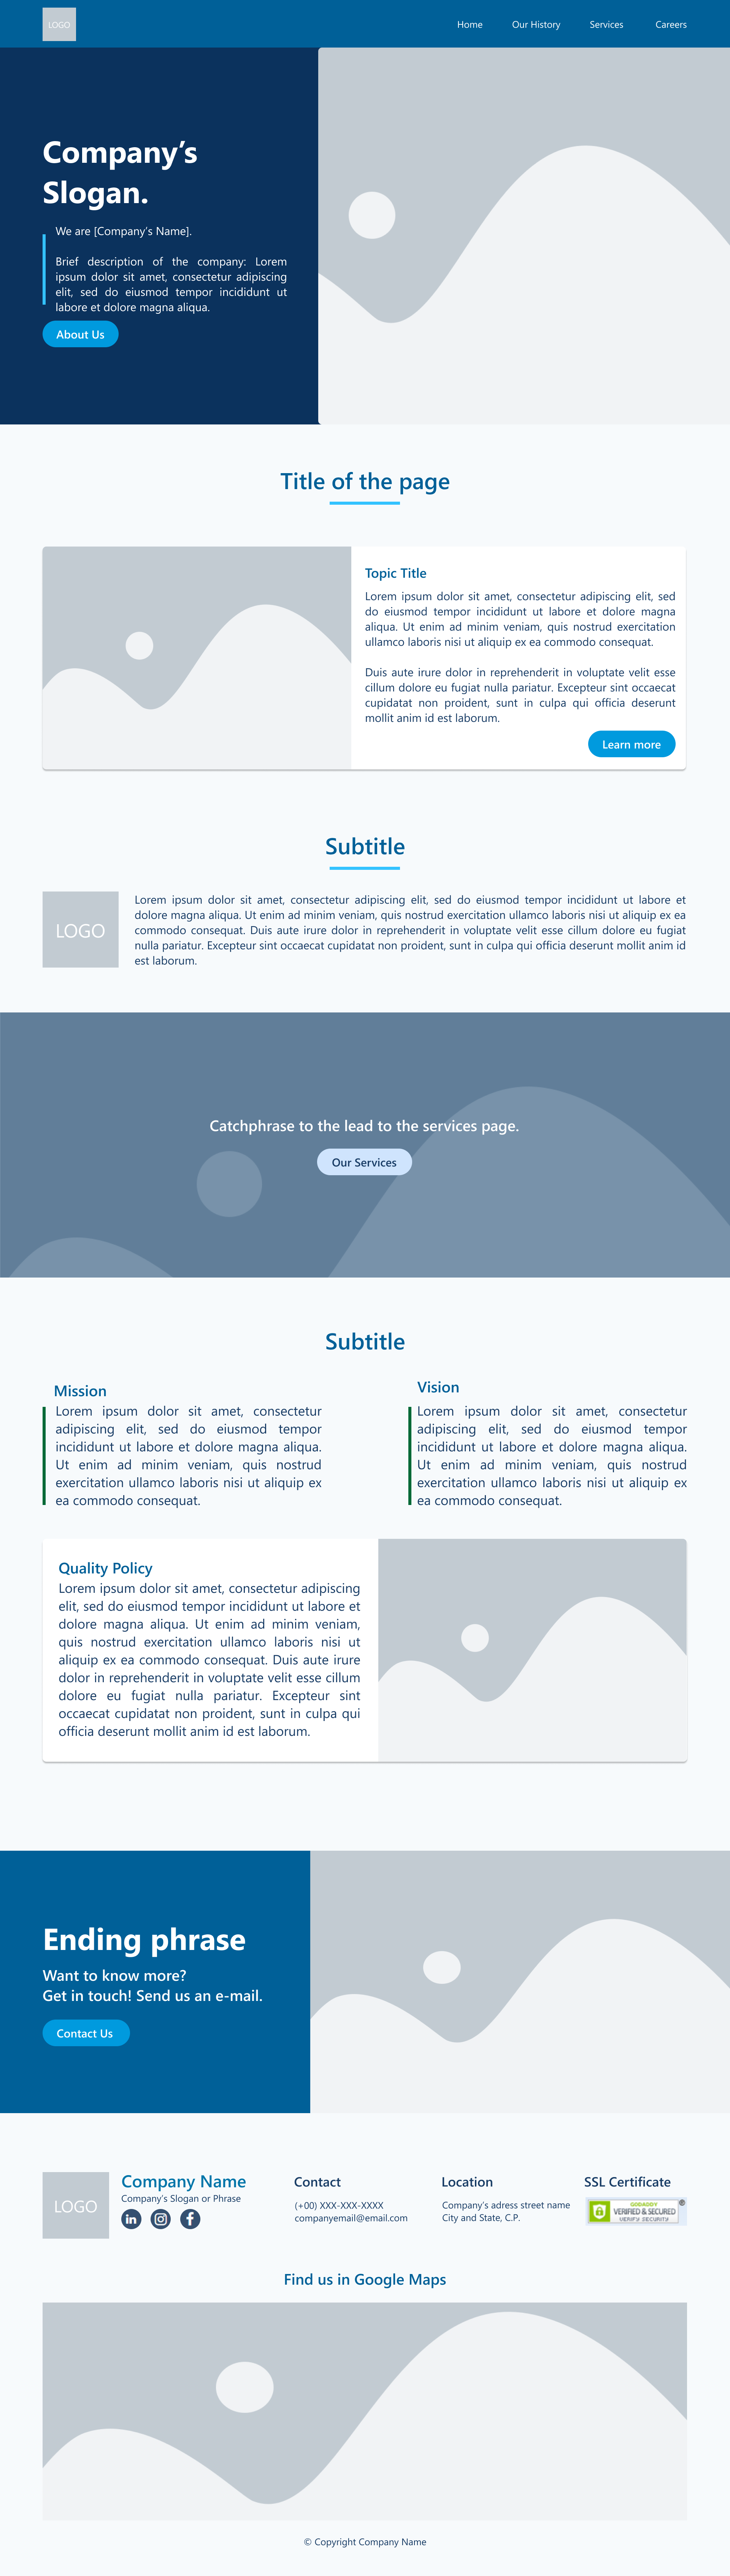 LOGO
Home
Our History
Services
Careers
Company's
Slogan.
We are [Company's Name].
Brief description of the company: Lorem
ipsum dolor sit amet, consectetur adipiscing
elit, sed do eiusmod tempor incididunt ut
labore et dolore magna aliqua.
About Us
Title of the page
Topic Title
Lorem ipsum dolor sit amet, consectetur adipiscing elit, sed
do eiusmod tempor incididunt ut labore et dolore magna
aliqua. Ut enim ad minim veniam, quis nostrud exercitation
ullamco laboris nisi ut aliquip ex ea commodo consequat.
Duis aute irure dolor in reprehenderit in voluptate velit esse
cillum dolore eu fugiat nulla pariatur. Excepteur sint occaecat
cupidatat non proident, sunt in culpa qui officia deserunt
mollit anim id est laborum.
Learn more
Subtitle
LOGO
Lorem ipsum dolor sit amet, consectetur adipiscing elit, sed do eiusmod tempor incididunt ut labore et
dolore magna aliqua. Ut enim ad minim veniam, quis nostrud exercitation ullamco laboris nisi ut aliquip ex ea
commodo consequat. Duis aute irure dolor in reprehenderit in voluptate velit esse cillum dolore eu fugiat
nulla pariatur. Excepteur sint occaecat cupidatat non proident, sunt in culpa qui officia deserunt mollit anim id
est laborum.
Catchphrase to the lead to the services page.
Our Services
Subtitle
Mission
Lorem ipsum dolor sit amet, consectetur
adipiscing elit, sed do eiusmod tempor
incididunt ut labore et dolore magna aliqua.
Ut enim ad minim veniam, quis nostrud
exercitation ullamco laboris nisi ut aliquip ex
ea commodo consequat.
Vision
Lorem ipsum dolor sit amet, consectetur
adipiscing elit, sed do eiusmod tempor
incididunt ut labore et dolore magna aliqua.
Ut enim ad minim veniam, quis nostrud
exercitation ullamco laboris nisi ut aliquip ex
ea commodo consequat.
Quality Policy
Lorem ipsum dolor sit amet, consectetur adipiscing
elit, sed do eiusmod tempor incididunt ut labore et
dolore magna aliqua. Ut enim ad minim veniam,
quis nostrud exercitation ullamco laboris nisi ut
aliquip ex ea commodo consequat. Duis aute irure
dolor in reprehenderit in voluptate velit esse cillum
dolore eu fugiat nulla pariatur. Excepteur sint
occaecat cupidatat non proident, sunt in culpa qui
officia deserunt mollit anim id est laborum.
Ending phrase
Want to know more?
Get in touch! Send us an e-mail.
Contact Us
LOGO
Company Name
Company's Slogan or Phrase
in
f
Contact
(+00) XXX-XXX-XXXX
companyemail@email.com
Location
Company's adress street name
City and State, C.P.
SSL Certificate
GODADDY
VERIFIED & SECURED
VERIFY SECURITY
®
Find us in Google Maps
© Copyright Company Name